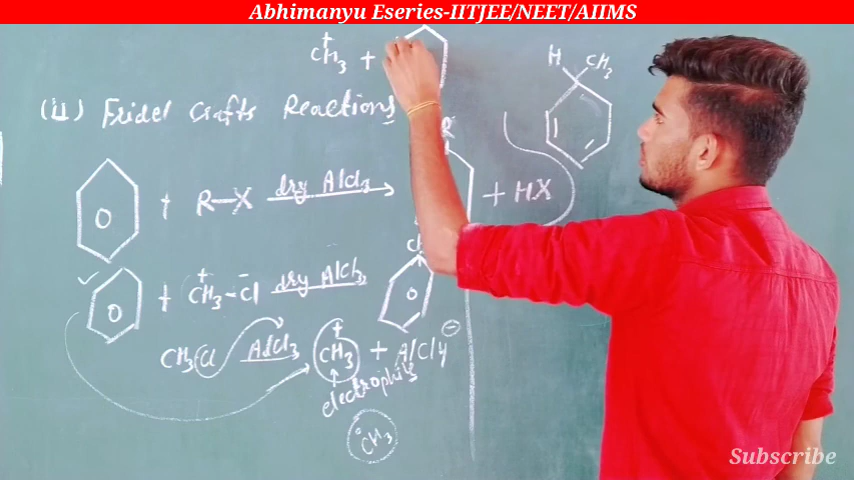 Abhimanyu Eseries-IITJEE/NEET/AIIMS
+
CH3 +
H CH3
(ii) Fridel Crafts Reactions
R
+ R-X dry AlCl3 + HX
+ -
+ CH3-Cl dry AlCl3
CH3Cl AlCl3 CH3 + AlCl4
+ ⊖
electrophile
CH3
Subscribe